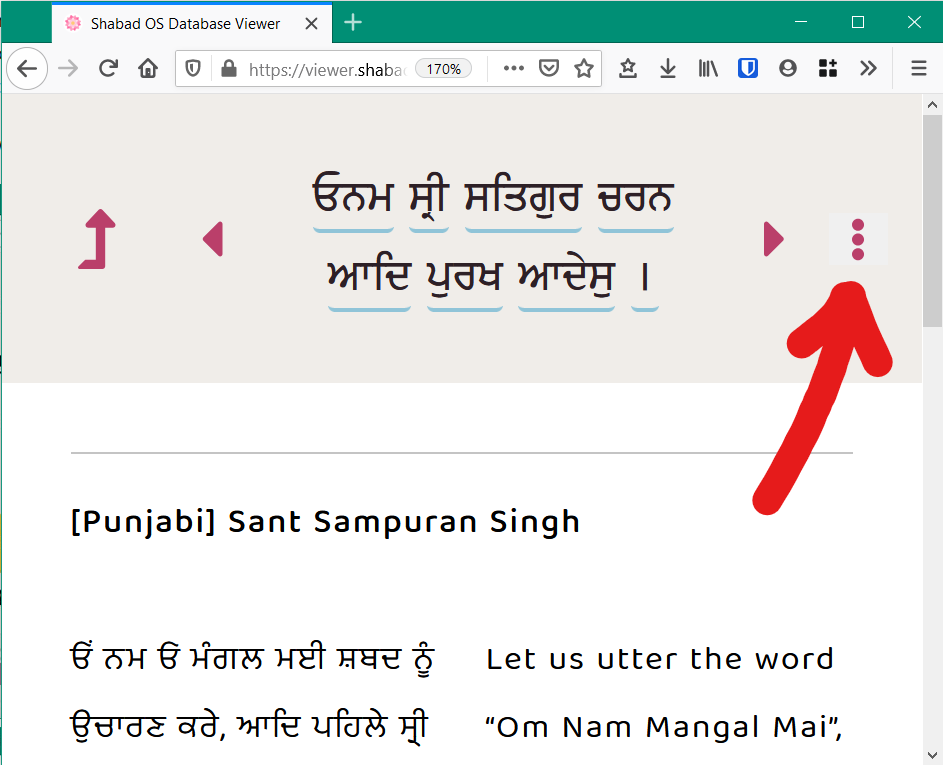 Shabad OS Database Viewer
https://viewer.shabad
170%
ਓਨਮ ਸ੍ਰੀ ਸਤਿਗੁਰ ਚਰਨ
ਆਦਿ ਪੁਰਖ ਆਦੇਸੁ ।
[Punjabi] Sant Sampuran Singh
ਓਂ ਨਮ ਓਂ ਮੰਗਲ ਮਈ ਸ਼ਬਦ ਨੂੰ
ਉਚਾਰਣ ਕਰੇ, ਆਦਿ ਪਹਿਲੇ ਸ੍ਰੀ
Let us utter the word
“Om Nam Mangal Mai”,